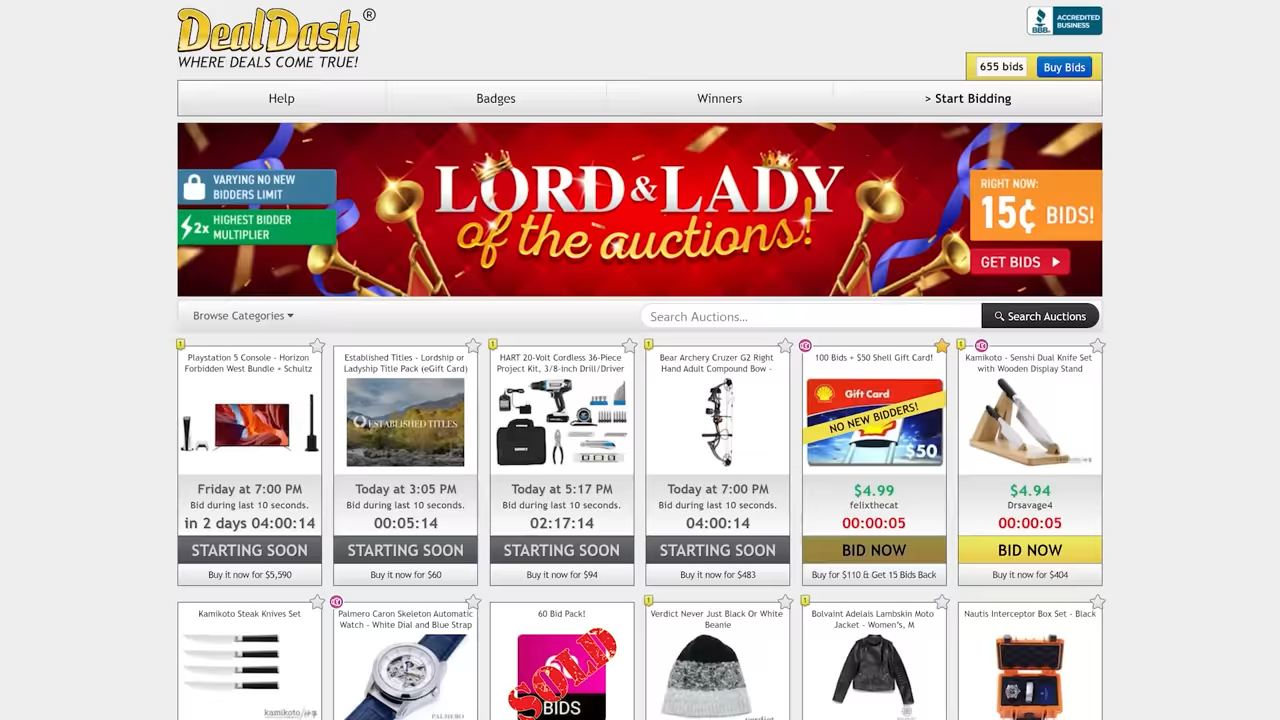 DealDash®
WHERE DEALS COME TRUE!
BBB. ACCREDITED
BUSINESS
655 bids
Buy Bids
Help
Badges
Winners
> Start Bidding
VARYING NO NEW
BIDDERS LIMIT
2x HIGHEST BIDDER
MULTIPLIER
LORD & LADY
of the auctions!
RIGHT NOW:
15¢ BIDS!
GET BIDS
Browse Categories
Search Auctions...
Search Auctions
1
Playstation 5 Console - Horizon
Forbidden West Bundle + Schultz
Friday at 7:00 PM
Bid during last 10 seconds.
in 2 days 04:00:14
STARTING SOON
Buy it now for $5,590
Established Titles - Lordship or
Ladyship Title Pack (eGift Card)
ESTABLISHED TITLES
Today at 3:05 PM
Bid during last 10 seconds.
00:05:14
STARTING SOON
Buy it now for $60
1
HART 20-Volt Cordless 36-Piece
Project Kit, 3/8-inch Drill/Driver
Today at 5:17 PM
Bid during last 10 seconds.
02:17:14
STARTING SOON
Buy it now for $94
1
Bear Archery Cruzer G2 Right
Hand Adult Compound Bow -
Today at 7:00 PM
Bid during last 10 seconds.
04:00:14
STARTING SOON
Buy it now for $483
100 Bids + $50 Shell Gift Card!
Gift Card
NO NEW BIDDERS!
$50
$4.99
felixthecat
00:00:05
BID NOW
Buy for $110 & Get 15 Bids Back
1
Kamikoto - Senshi Dual Knife Set
with Wooden Display Stand
$4.94
Drsavage4
00:00:05
BID NOW
Buy it now for $404
Kamikoto Steak Knives Set
kamikoto
Palmero Caron Skeleton Automatic
Watch - White Dial and Blue Strap
PALMERO
60 Bid Pack!
SOLD
BIDS
1
Verdict Never Just Black Or White
Beanie
verdict
1
Bolvaint Adelais Lambskin Moto
Jacket - Women's, M
Nautis Interceptor Box Set - Black